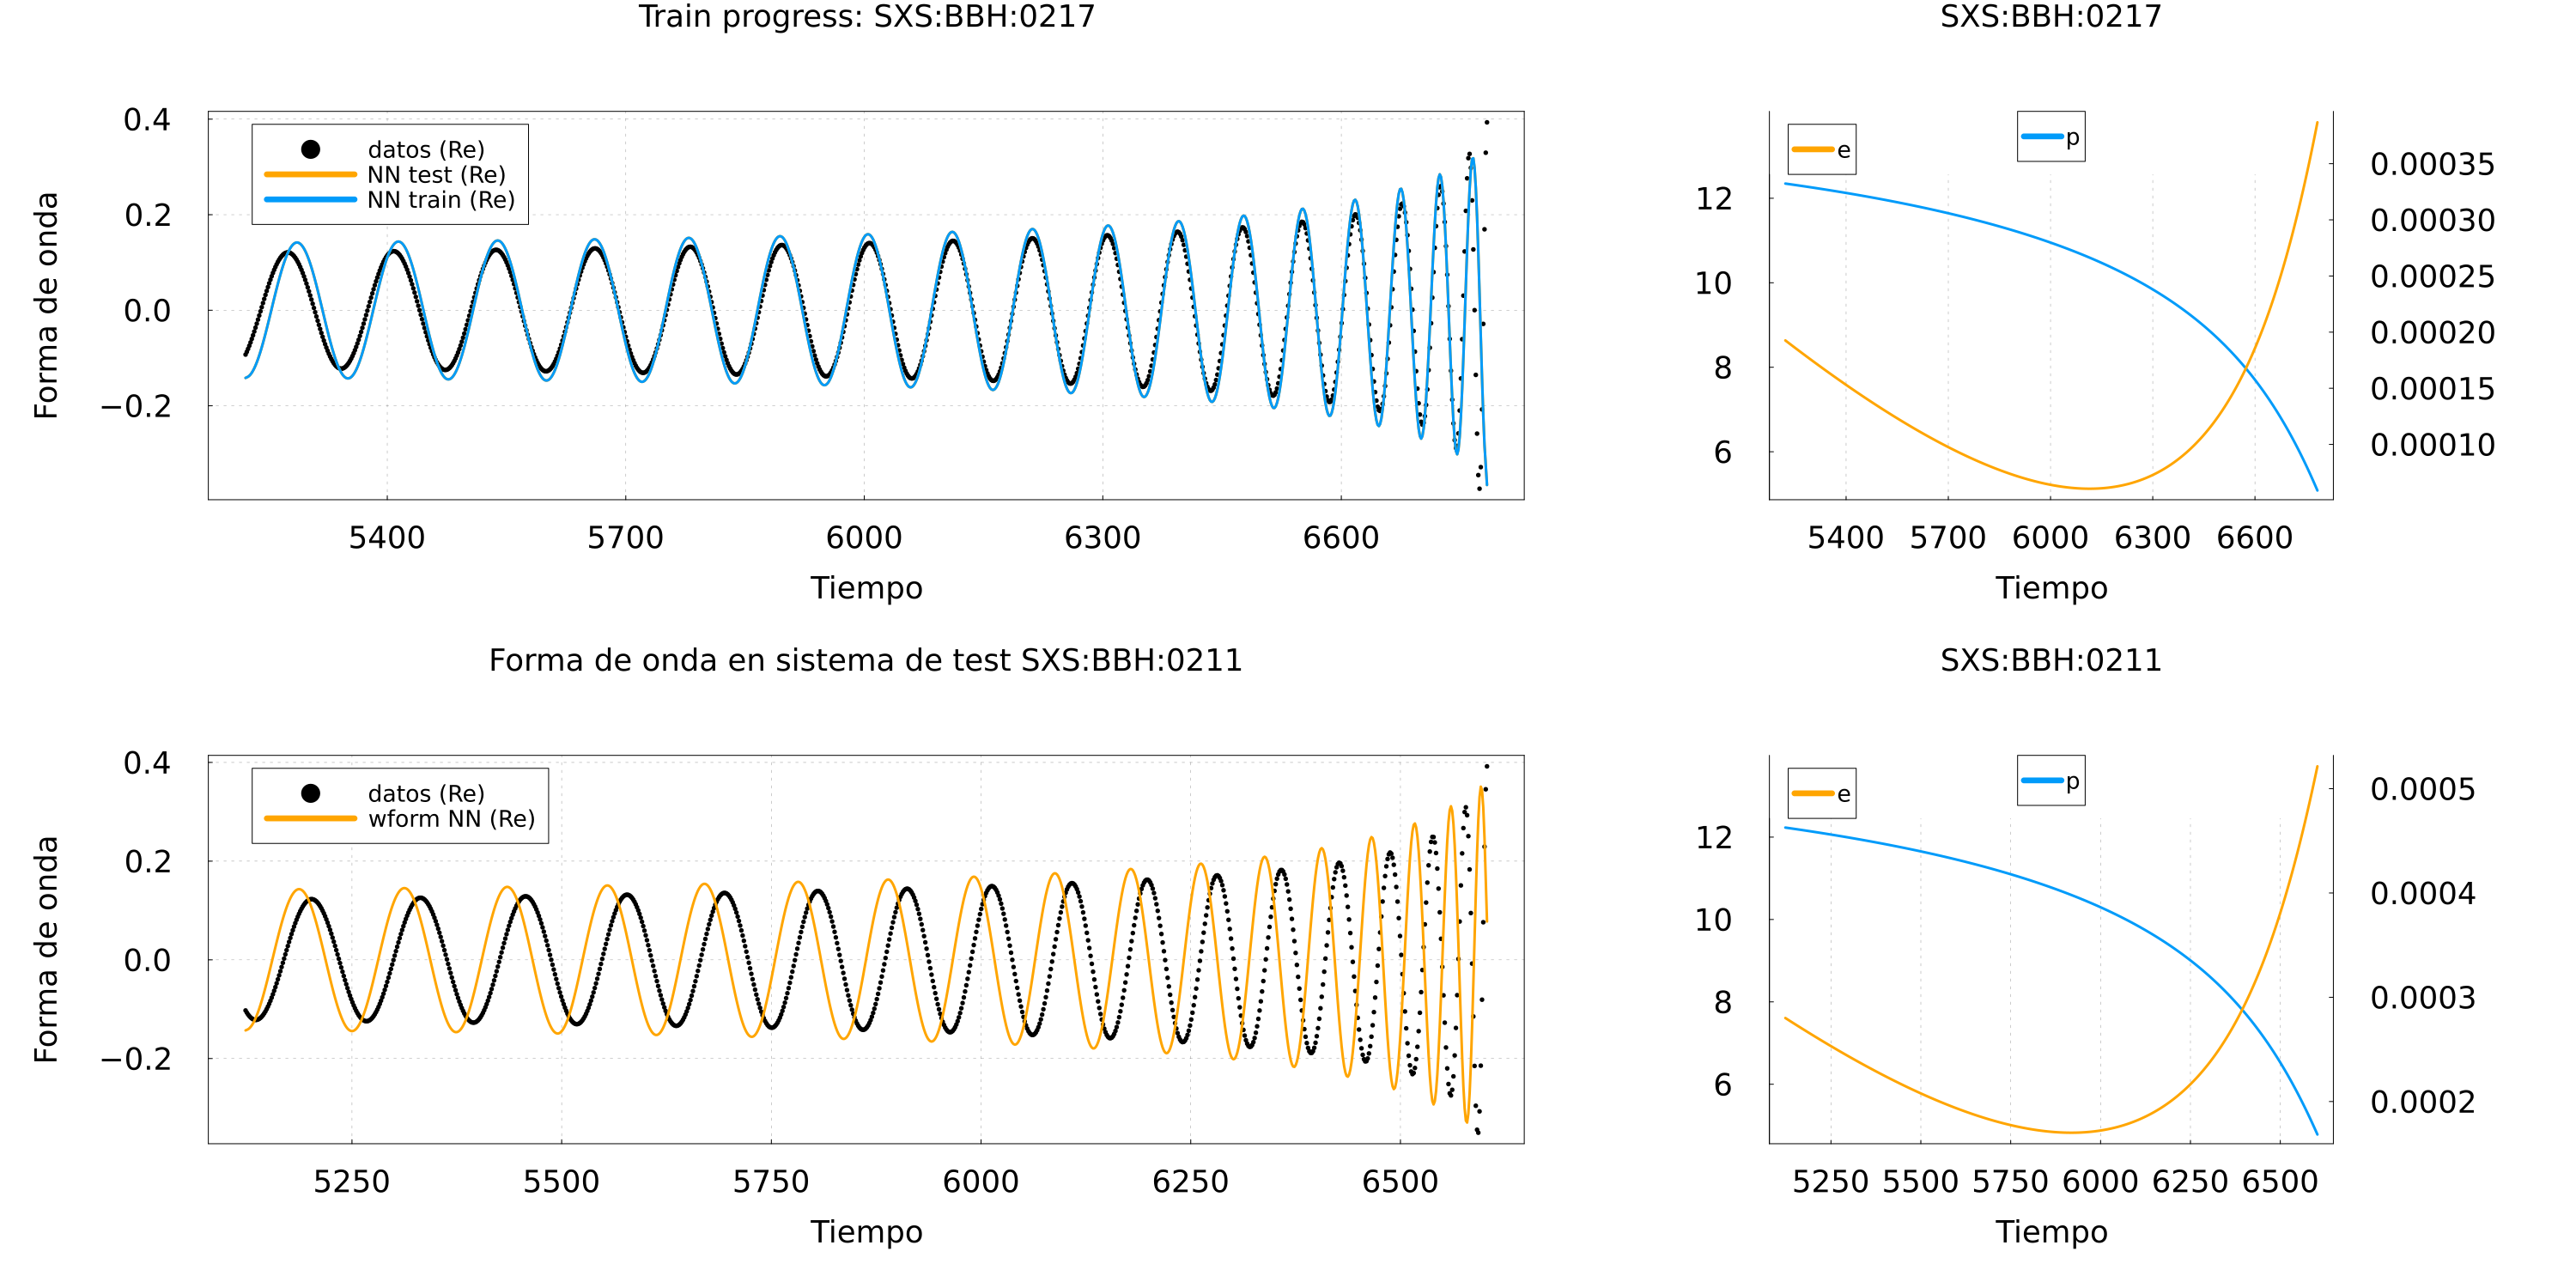 Train progress: SXS:BBH:0217
Forma de onda
0.4
0.2
0.0
−0.2
datos (Re)
NN test (Re)
NN train (Re)
5400 5700 6000 6300 6600
Tiempo
SXS:BBH:0217
e
p
12
10
8
6
0.00035
0.00030
0.00025
0.00020
0.00015
0.00010
5400 5700 6000 6300 6600
Tiempo
Forma de onda en sistema de test SXS:BBH:0211
Forma de onda
0.4
0.2
0.0
−0.2
datos (Re)
wform NN (Re)
5250 5500 5750 6000 6250 6500
Tiempo
SXS:BBH:0211
e
p
12
10
8
6
0.0005
0.0004
0.0003
0.0002
5250 5500 5750 6000 6250 6500
Tiempo